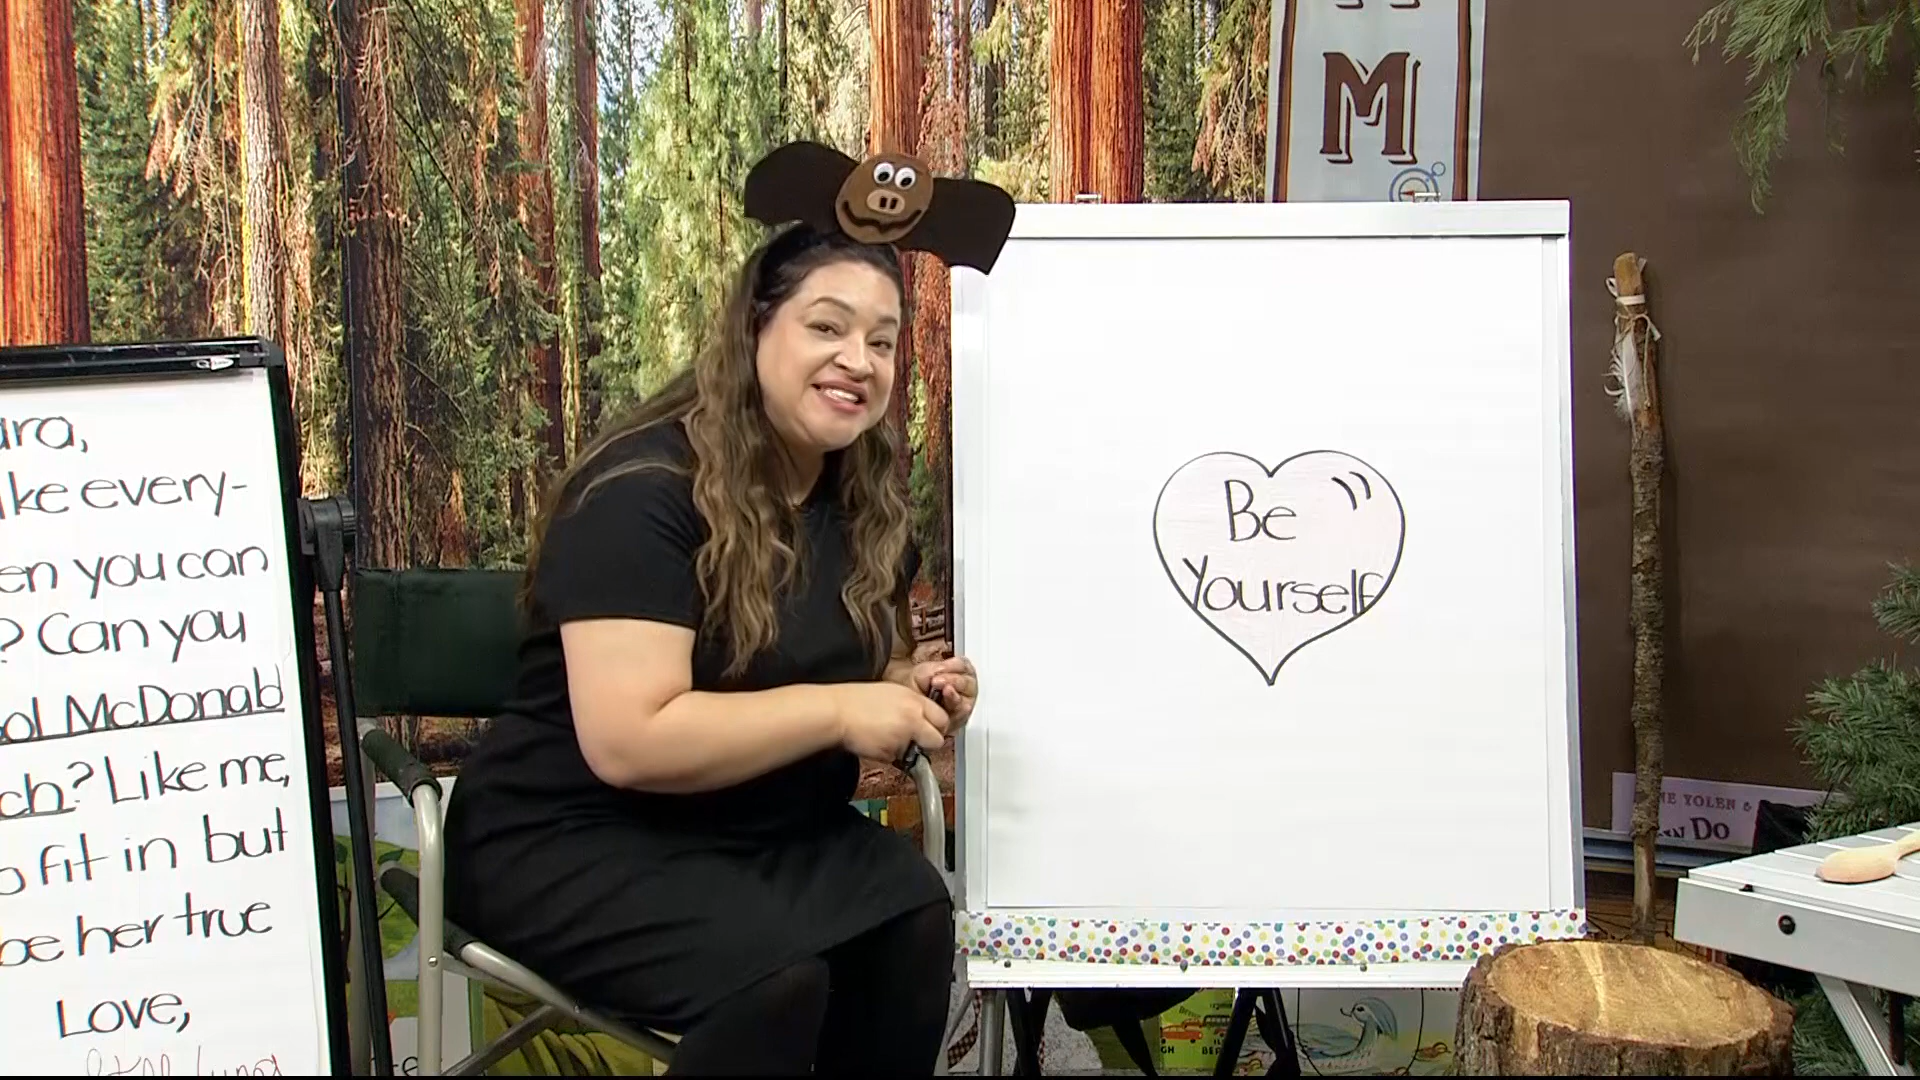 ara,
ke every-
en you can
? Can you
ol McDonald
ch? Like me,
o fit in but
be her true
Love,
M
Be
Yourself
NE YOLEN &
Do